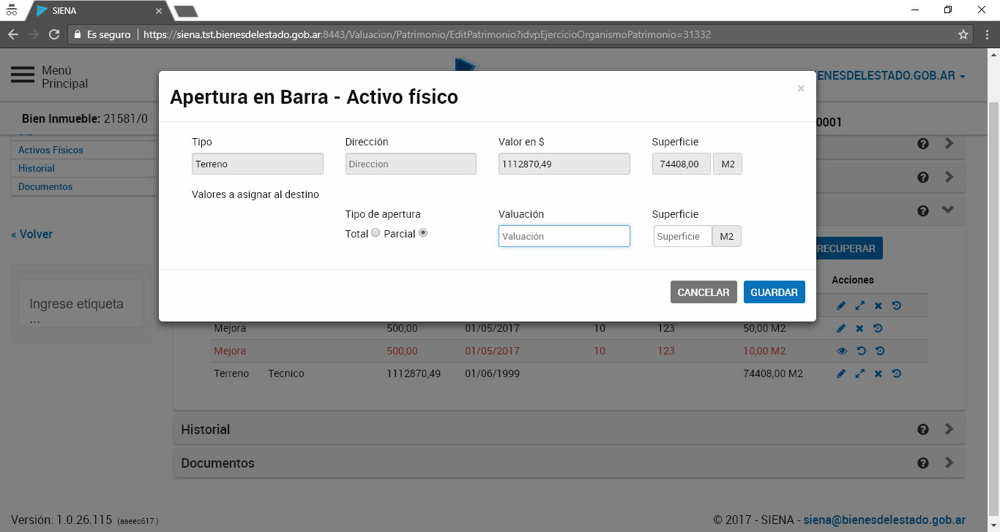 SIENA
Es seguro | https://siena.tst.bienesdelestado.gob.ar:8443/Valuacion/Patrimonio/EditPatrimonio?idvpEjercicioOrganismoPatrimonio=31332
Menú
Principal
ENESDELESTADO.GOB.AR
Bien Inmueble: 21581/0
0001
Apertura en Barra - Activo físico
×
Tipo Dirección Valor en $ Superficie
Terreno Direccion 1112870,49 74408,00 M2
Valores a asignar al destino
Tipo de apertura Valuación Superficie
Total Parcial Valuación Superficie M2
CANCELAR GUARDAR
Activos Físicos
Historial
Documentos
« Volver
Ingrese etiqueta
...
RECUPERAR
Acciones
Mejora 500,00 01/05/2017 10 123 50,00 M2
Mejora 500,00 01/05/2017 10 123 10,00 M2
Terreno Tecnico 1112870,49 01/06/1999 74408,00 M2
Historial
Documentos
Versión: 1.0.26.115 (aaeec617)
© 2017 - SIENA - siena@bienesdelestado.gob.ar